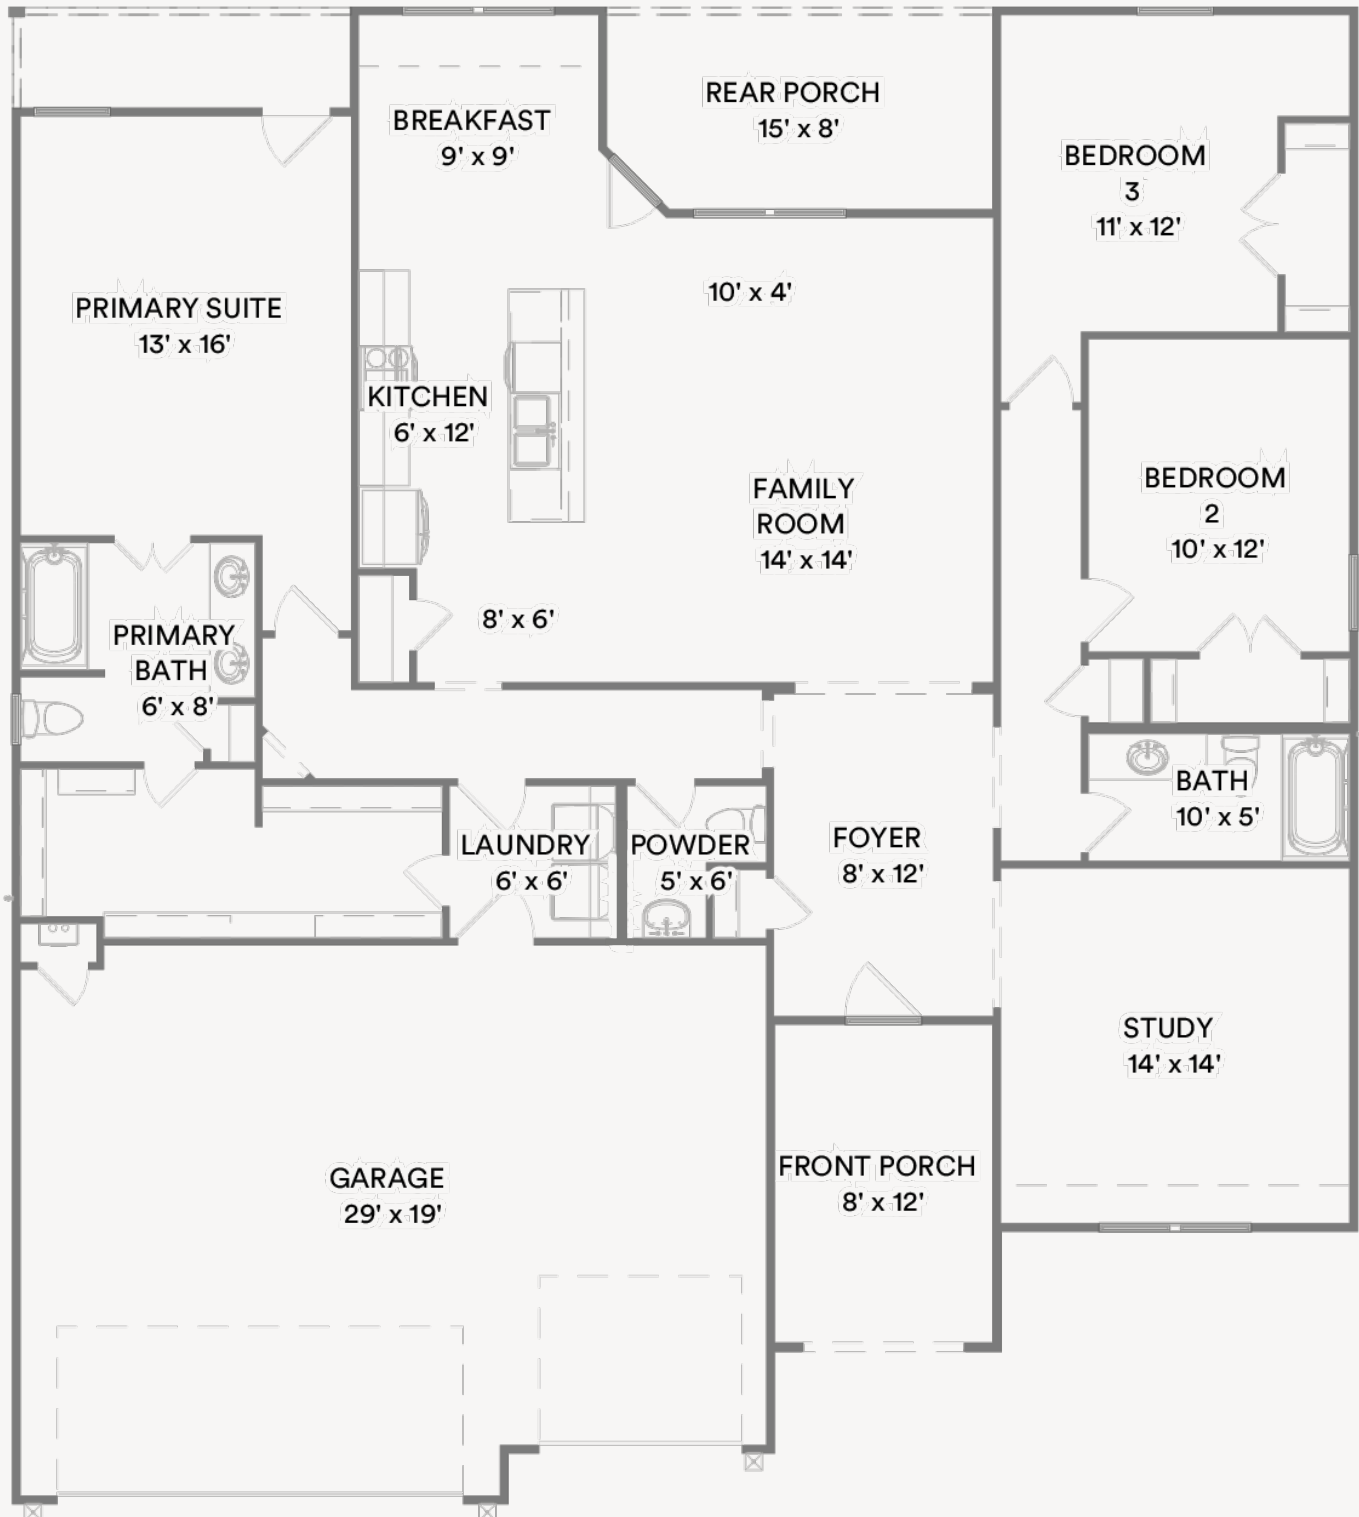 BREAKFAST
9' x 9'
REAR PORCH
15' x 8'
BEDROOM
3
11' x 12'
PRIMARY SUITE
13' x 16'
10' x 4'
KITCHEN
6' x 12'
FAMILY
ROOM
14' x 14'
BEDROOM
2
10' x 12'
8' x 6'
PRIMARY
BATH
6' x 8'
LAUNDRY
6' x 6'
POWDER
5' x 6'
FOYER
8' x 12'
BATH
10' x 5'
STUDY
14' x 14'
GARAGE
29' x 19'
FRONT PORCH
8' x 12'